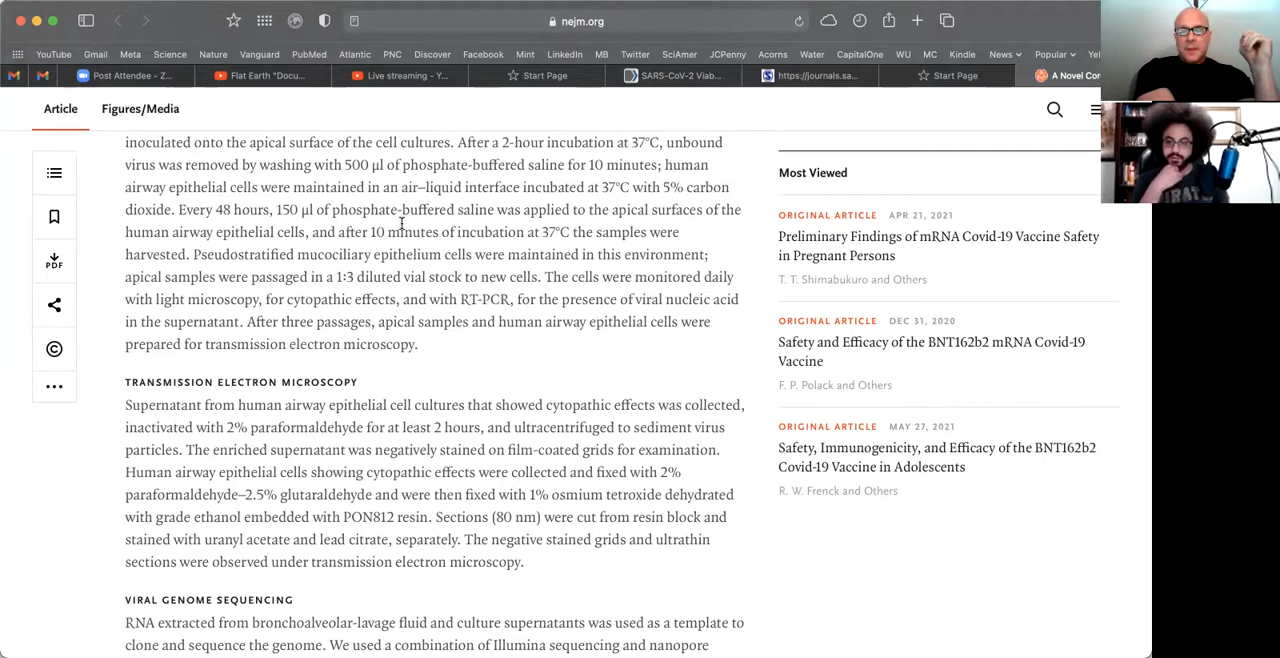 nejm.org
YouTube Gmail Meta Science Nature Vanguard PubMed Atlantic PNC Discover Facebook Mint LinkedIn MB Twitter SciAmer JCPenny Acorns Water CapitalOne WU MC Kindle News Popular Yel
Post Attendee - Z... Flat Earth "Docu... Live streaming - Y... Start Page SARS-CoV-2 Viab... https://journals.sa... Start Page A Novel Cor
Article Figures/Media
inoculated onto the apical surface of the cell cultures. After a 2-hour incubation at 37°C, unbound
virus was removed by washing with 500 μl of phosphate-buffered saline for 10 minutes; human
airway epithelial cells were maintained in an air–liquid interface incubated at 37°C with 5% carbon
dioxide. Every 48 hours, 150 μl of phosphate-buffered saline was applied to the apical surfaces of the
human airway epithelial cells, and after 10 minutes of incubation at 37°C the samples were
harvested. Pseudostratified mucociliary epithelium cells were maintained in this environment;
apical samples were passaged in a 1:3 diluted vial stock to new cells. The cells were monitored daily
with light microscopy, for cytopathic effects, and with RT-PCR, for the presence of viral nucleic acid
in the supernatant. After three passages, apical samples and human airway epithelial cells were
prepared for transmission electron microscopy.
TRANSMISSION ELECTRON MICROSCOPY
Supernatant from human airway epithelial cell cultures that showed cytopathic effects was collected,
inactivated with 2% paraformaldehyde for at least 2 hours, and ultracentrifuged to sediment virus
particles. The enriched supernatant was negatively stained on film-coated grids for examination.
Human airway epithelial cells showing cytopathic effects were collected and fixed with 2%
paraformaldehyde–2.5% glutaraldehyde and were then fixed with 1% osmium tetroxide dehydrated
with grade ethanol embedded with PON812 resin. Sections (80 nm) were cut from resin block and
stained with uranyl acetate and lead citrate, separately. The negative stained grids and ultrathin
sections were observed under transmission electron microscopy.
VIRAL GENOME SEQUENCING
RNA extracted from bronchoalveolar-lavage fluid and culture supernatants was used as a template to
clone and sequence the genome. We used a combination of Illumina sequencing and nanopore
PDF
Most Viewed
ORIGINAL ARTICLE APR 21, 2021
Preliminary Findings of mRNA Covid-19 Vaccine Safety
in Pregnant Persons
T. T. Shimabukuro and Others
ORIGINAL ARTICLE DEC 31, 2020
Safety and Efficacy of the BNT162b2 mRNA Covid-19
Vaccine
F. P. Polack and Others
ORIGINAL ARTICLE MAY 27, 2021
Safety, Immunogenicity, and Efficacy of the BNT162b2
Covid-19 Vaccine in Adolescents
R. W. Frenck and Others